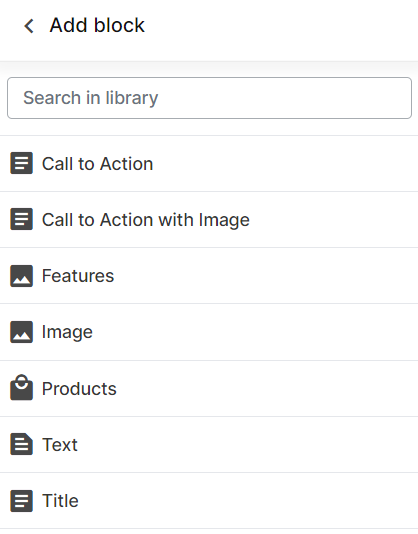 Add block
Search in library
Call to Action
Call to Action with Image
Features
Image
Products
Text
Title